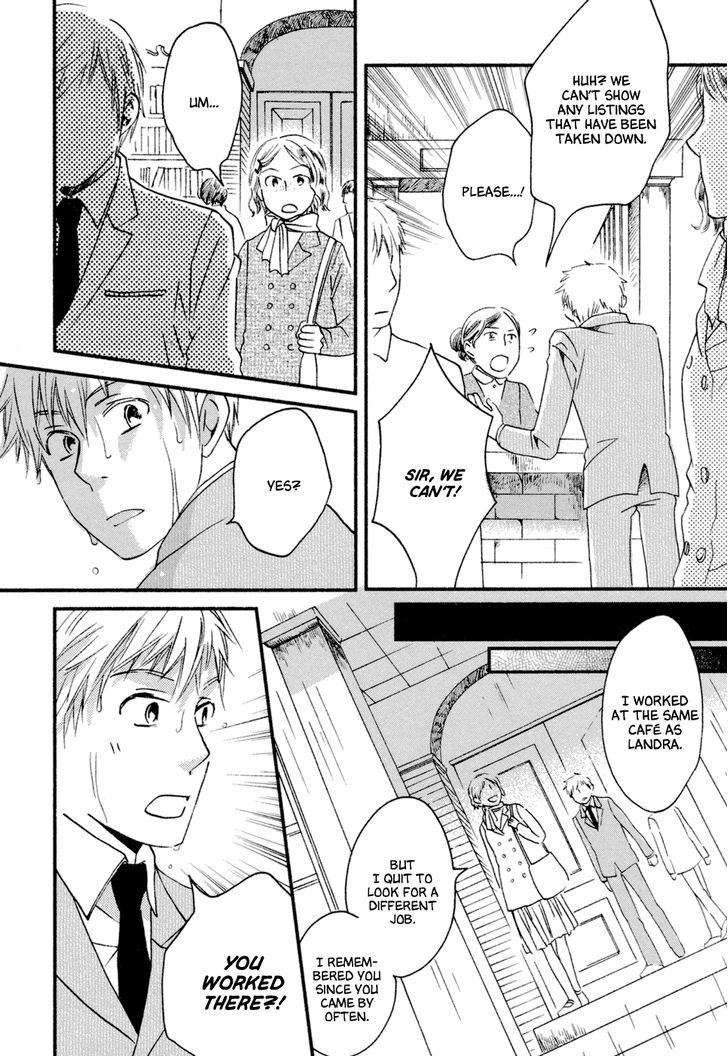 HUH? WE
CAN'T SHOW
ANY LISTINGS
THAT HAVE BEEN
TAKEN DOWN.
PLEASE...!
SIR, WE
CAN'T!
UM...
YES?
I WORKED
AT THE SAME
CAFÉ AS
LANDRA.
BUT
I QUIT TO
LOOK FOR A
DIFFERENT
JOB.
I REMEM-
BERED YOU
SINCE YOU
CAME BY
OFTEN.
YOU
WORKED
THERE?!